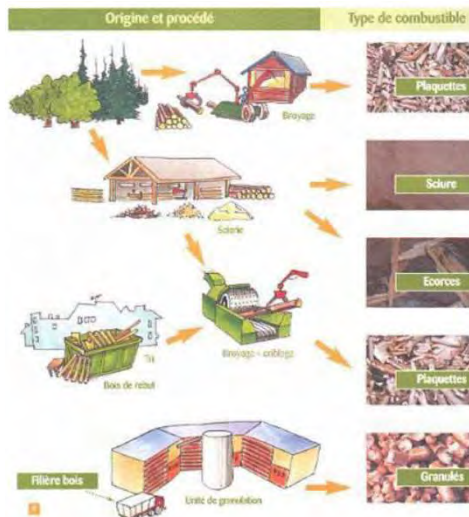 Origine et procédé
Type de combustible
Plaquettes
Broyage
Sciure
Scierie
Ecorces
Tri
Broyage - criblage
Bois de rebut
Plaquettes
Granulés
Filière bois
Unité de granulation